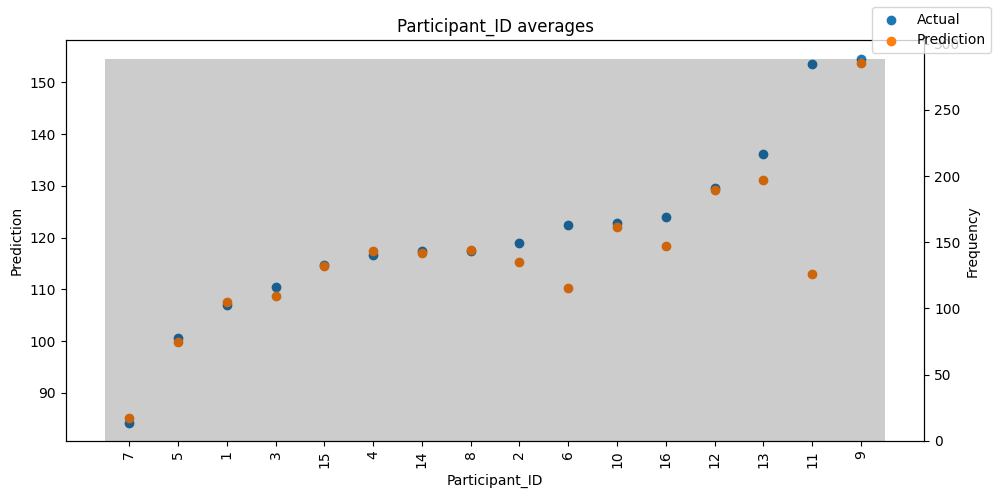 Participant_ID averages
Actual
Prediction
150
140
130
120
110
100
90
Prediction
300
250
200
150
100
50
0
Frequency
7 5 1 3 15 4 14 8 2 6 10 16 12 13 11 9
Participant_ID